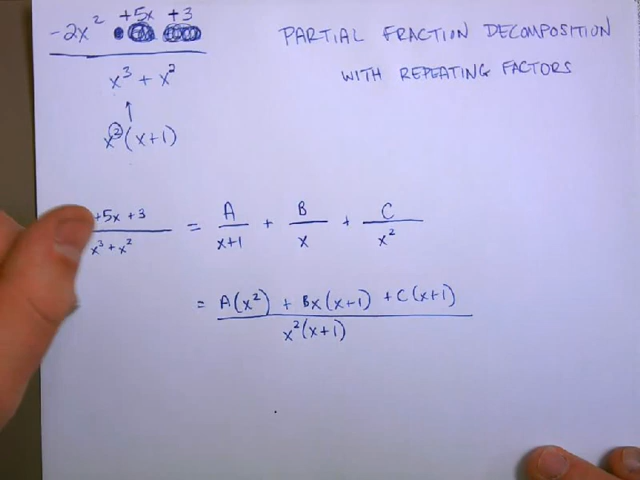 -2x² +5x +3
x³ + x²
↑
x²(x+1)
PARTIAL FRACTION DECOMPOSITION
WITH REPEATING FACTORS
+5x +3 = A + B + C
x³ + x² x+1 x x²
= A(x²) + Bx(x+1) + C(x+1)
x²(x+1)